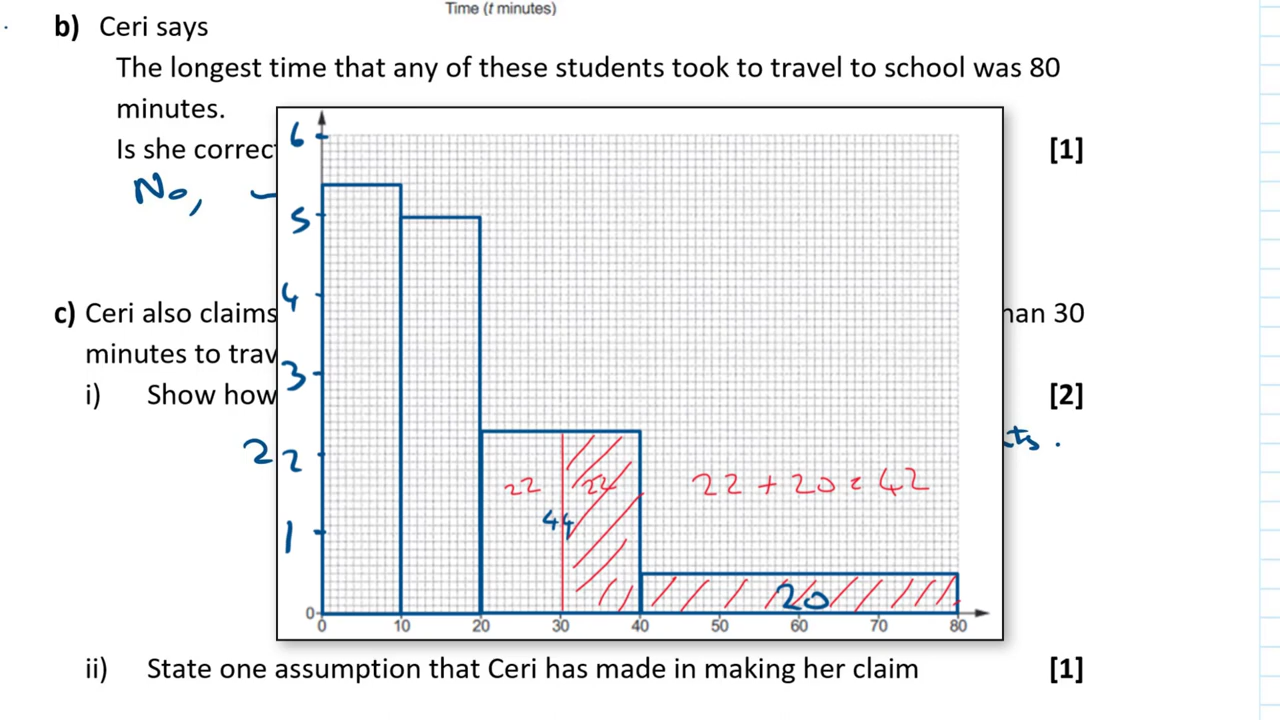 Time (t minutes)
b) Ceri says
The longest time that any of these students took to travel to school was 80
minutes.
Is she correct [1]
No,
c) Ceri also claims han 30
minutes to trav
i) Show how [2]
2 ts.
6
5
4
3
2
1
0
22 22 22 + 20 = 42
44
20
0 10 20 30 40 50 60 70 80
ii) State one assumption that Ceri has made in making her claim [1]